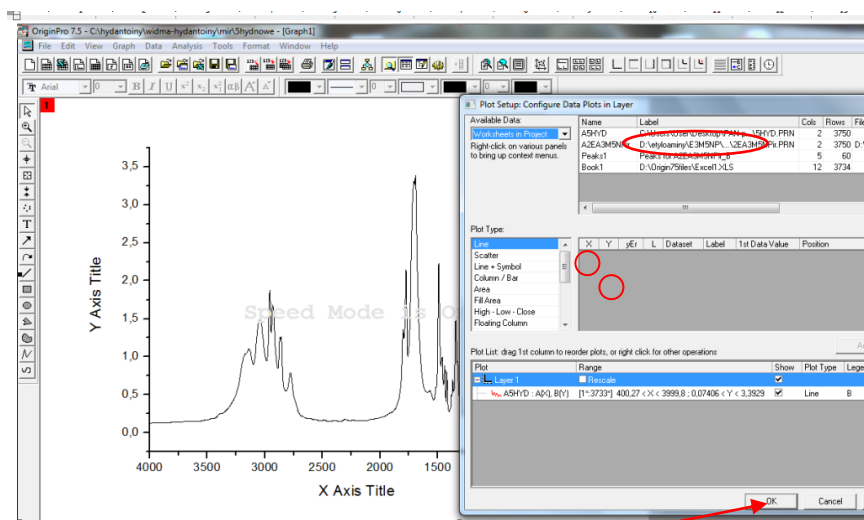 OriginPro 7.5 - C:\hydantoiny\widma-hydantoiny\mir\5hydnowe - [Graph1]
File Edit View Graph Data Analysis Tools Format Window Help
Arial 0 B I U 0 0
1
3,5
3,0
2,5
2,0
1,5
1,0
0,5
0,0
Y Axis Title
Speed Mode is O
4000 3500 3000 2500 2000 1500
X Axis Title
Plot Setup: Configure Data Plots in Layer
Available Data:
Worksheets in Project
Right-click on various panels
to bring up context menus.
Name Label Cols Rows File
A5HYD 2 3750
D:\etyloaminy\E3M5NP\...\2EA3M5NPir.PRN 2 3750 D:\
Peaks1 Peaks for A2EA3M5NPir_B 5 60
Book1 D:\Origin75files\Excel1.XLS 12 3734
Plot Type:
Line
Scatter
Line + Symbol
Column / Bar
Area
Fill Area
High - Low - Close
Floating Column
X Y yEr L Dataset Label 1st Data Value Position
Plot List: drag 1st column to reorder plots, or right click for other operations
Plot Range Show Plot Type Lege
Layer 1 Rescale
A5HYD : A(X), B(Y) [1*:3733*] 400,27 < X < 3999,8 ; 0,07406 < Y < 3,3929 Line B
OK Cancel